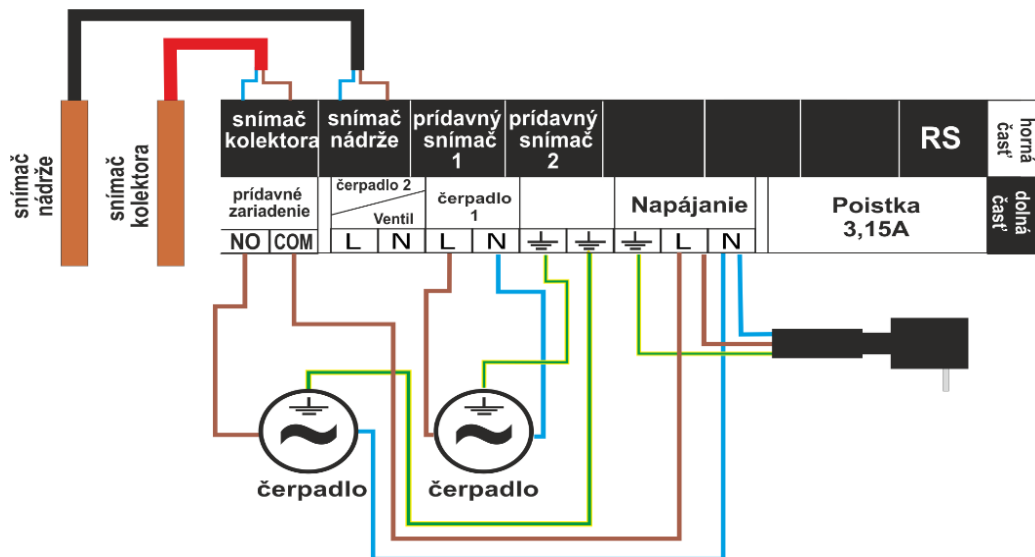 snímač
nádrže
snímač
kolektora
snímač
kolektora
snímač
nádrže
prídavný
snímač
1
prídavný
snímač
2
RS
horná
časť
prídavné
zariadenie
čerpadlo 2
Ventil
čerpadlo
1
Napájanie
Poistka
3,15A
dolná
časť
NO COM L N L N L N
čerpadlo
čerpadlo